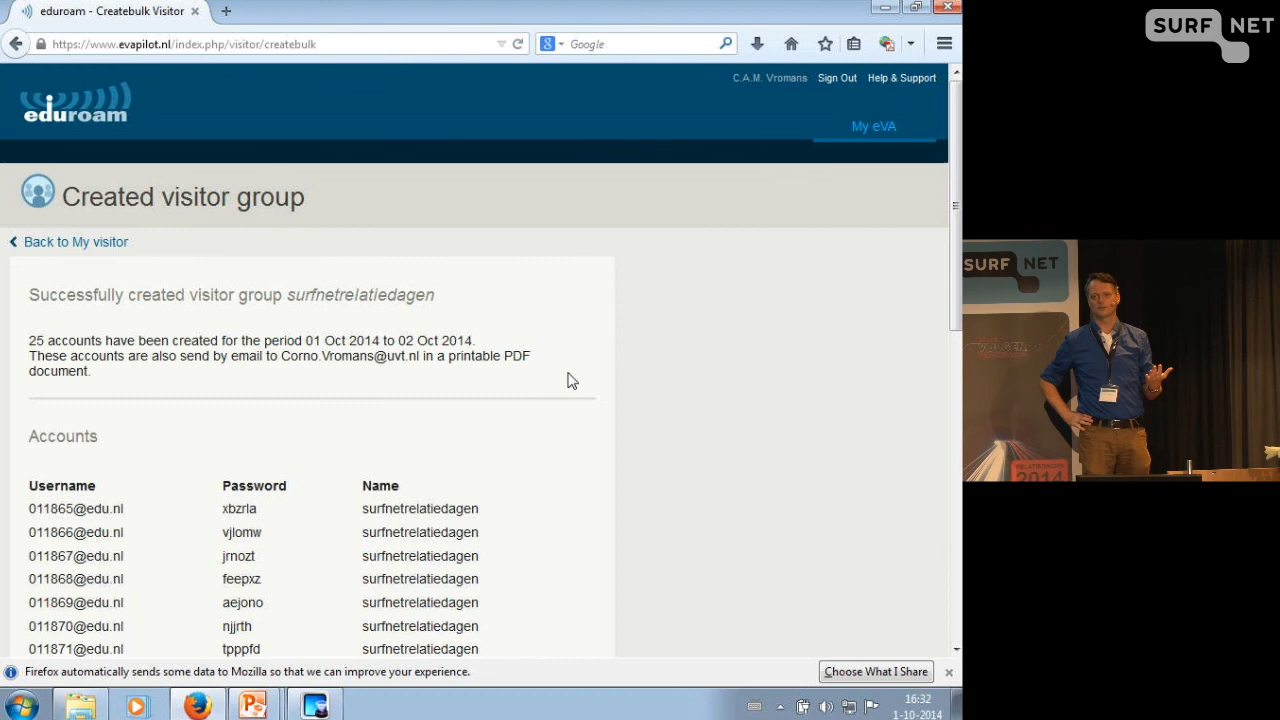 eduroam - Createbulk Visitor
https://www.evapilot.nl/index.php/visitor/createbulk
Google
C.A.M. Vromans Sign Out Help & Support
eduroam
My eVA
Created visitor group
Back to My visitor
Successfully created visitor group surfnetrelatiedagen
25 accounts have been created for the period 01 Oct 2014 to 02 Oct 2014.
These accounts are also send by email to Corno.Vromans@uvt.nl in a printable PDF
document.
Accounts
Username Password Name
011865@edu.nl xbzrla surfnetrelatiedagen
011866@edu.nl vjlomw surfnetrelatiedagen
011867@edu.nl jrnozt surfnetrelatiedagen
011868@edu.nl feepxz surfnetrelatiedagen
011869@edu.nl aejono surfnetrelatiedagen
011870@edu.nl njjrth surfnetrelatiedagen
011871@edu.nl tpppfd surfnetrelatiedagen
Firefox automatically sends some data to Mozilla so that we can improve your experience.
Choose What I Share
16:32
1-10-2014
SURF NET
SURF NET
RELATIEDAGEN
2014